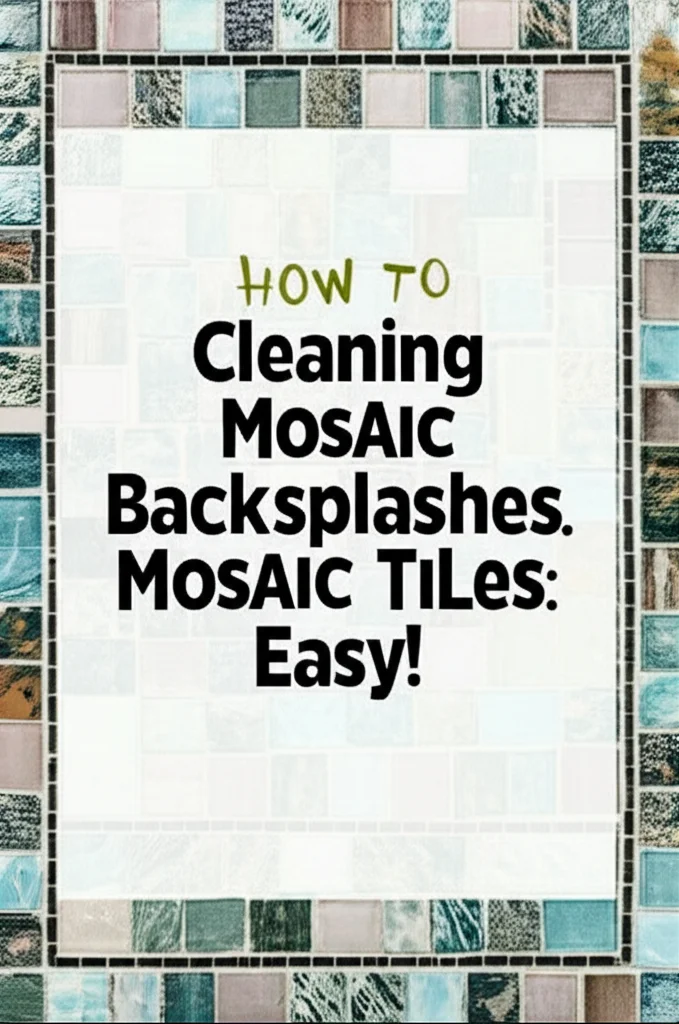 HOW TO
Cleaning
MosAIC
Backsplashes.
MosAIC TiLes:
Easy!